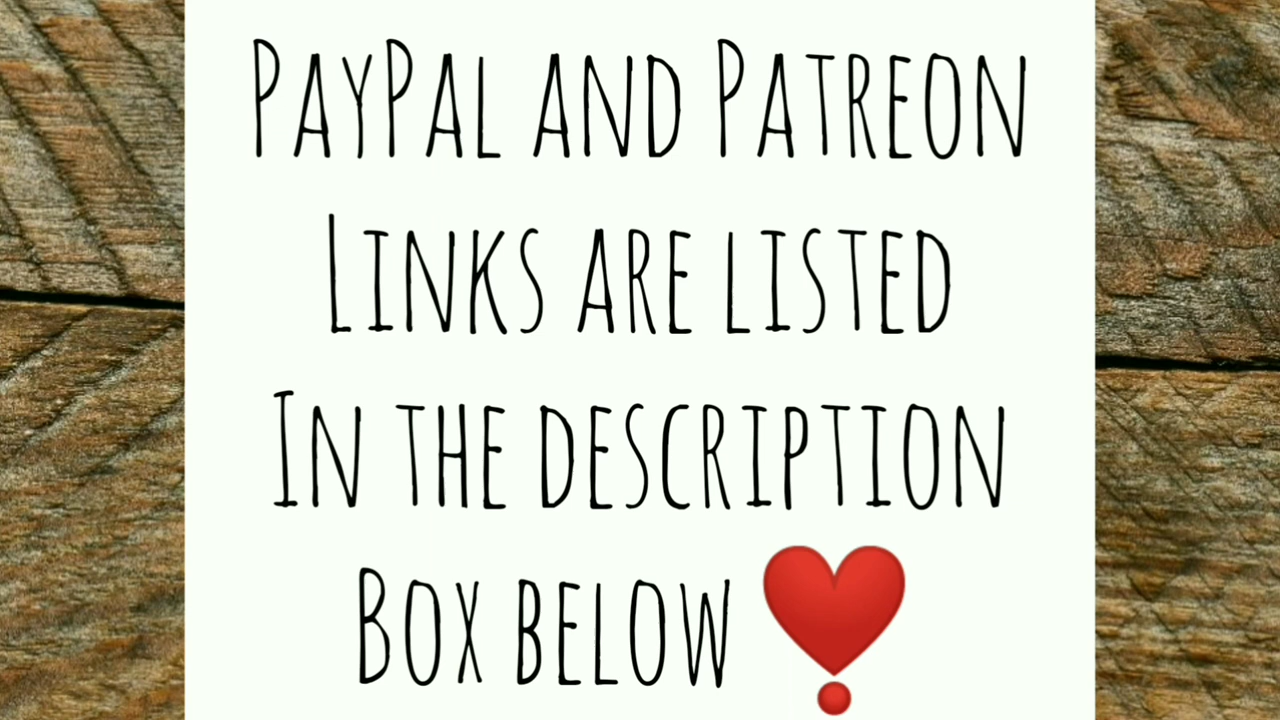 PayPal and Patreon
Links are listed
In the description
Box below ❣